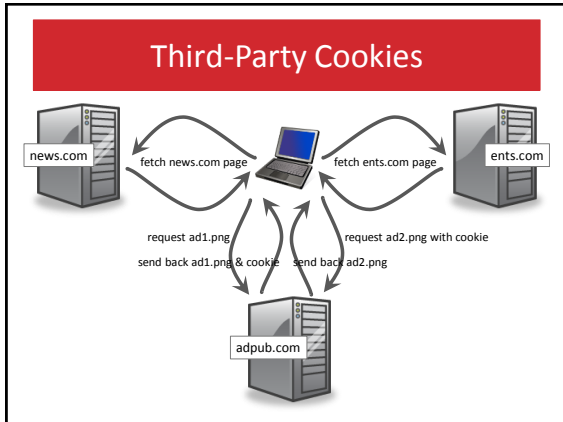 Third-Party Cookies
news.com
fetch news.com page
fetch ents.com page
ents.com
request ad1.png
request ad2.png with cookie
send back ad1.png & cookie
send back ad2.png
adpub.com